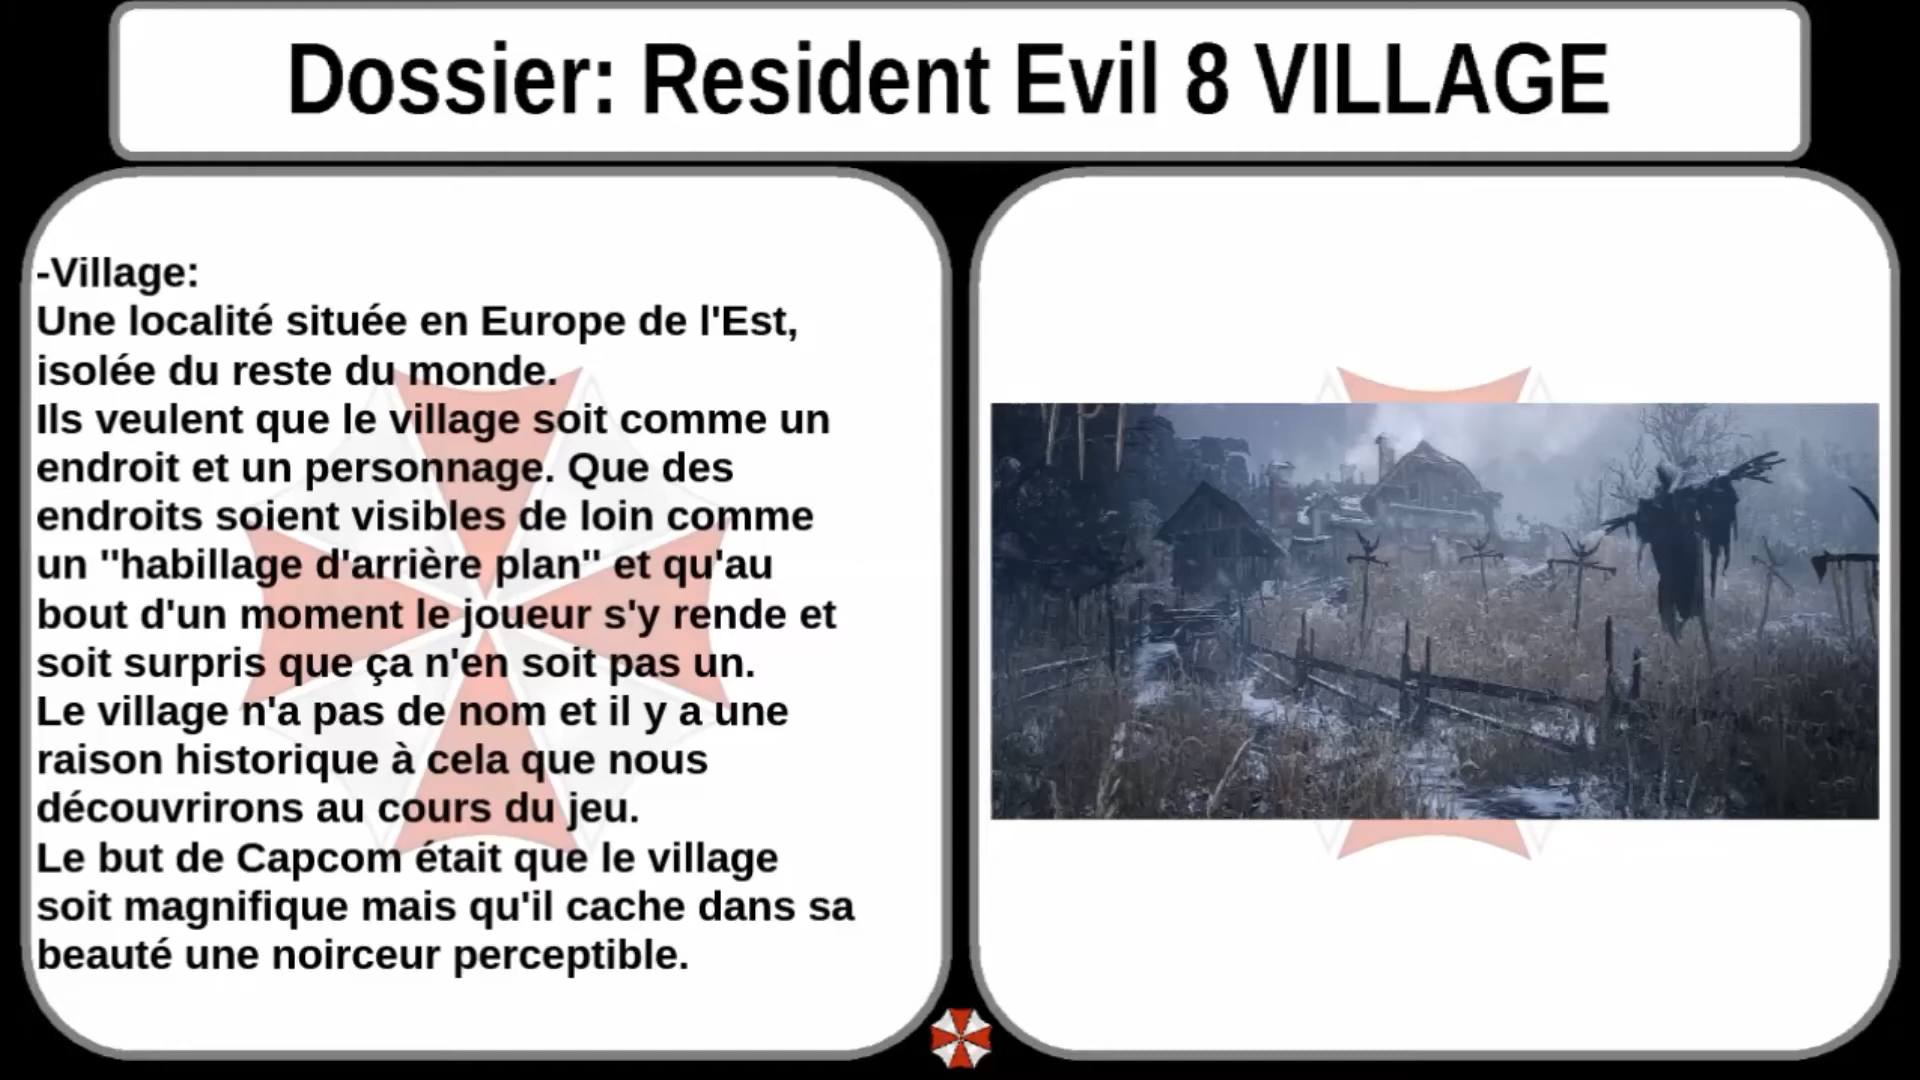 Dossier: Resident Evil 8 VILLAGE
-Village:
Une localité située en Europe de l'Est,
isolée du reste du monde.
Ils veulent que le village soit comme un
endroit et un personnage. Que des
endroits soient visibles de loin comme
un "habillage d'arrière plan" et qu'au
bout d'un moment le joueur s'y rende et
soit surpris que ça n'en soit pas un.
Le village n'a pas de nom et il y a une
raison historique à cela que nous
découvrirons au cours du jeu.
Le but de Capcom était que le village
soit magnifique mais qu'il cache dans sa
beauté une noirceur perceptible.